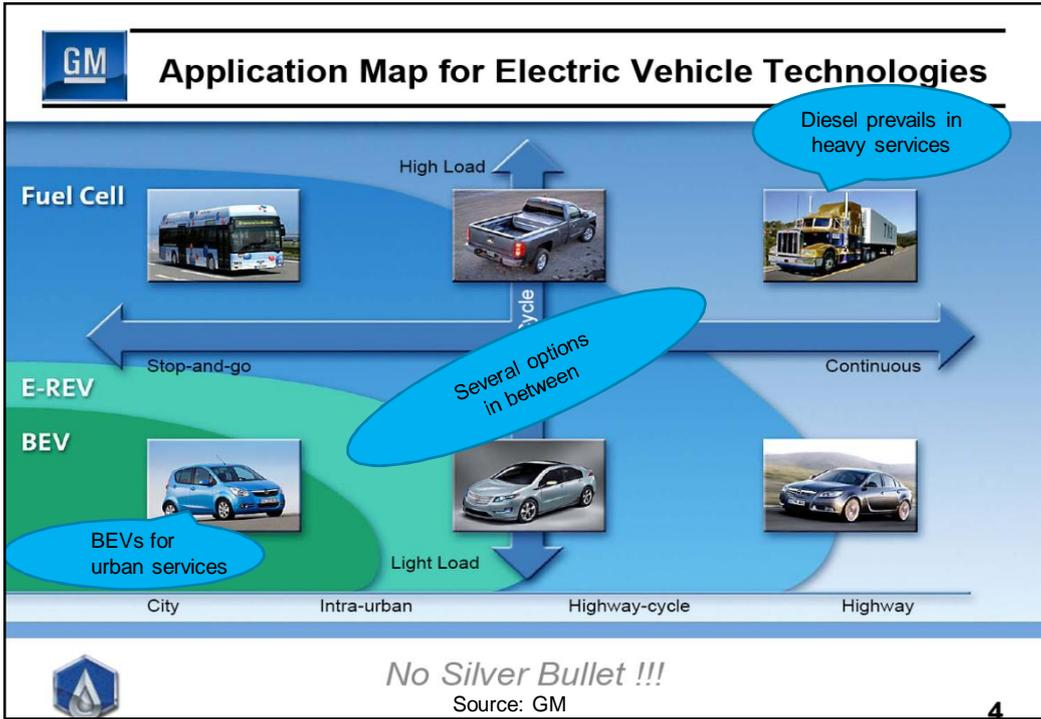 GM
Application Map for Electric Vehicle Technologies
Diesel prevails in
heavy services
High Load
Fuel Cell
Cycle
Several options
in between
Stop-and-go
Continuous
E-REV
BEV
BEVs for
urban services
Light Load
City
Intra-urban
Highway-cycle
Highway
No Silver Bullet !!!
Source: GM
4